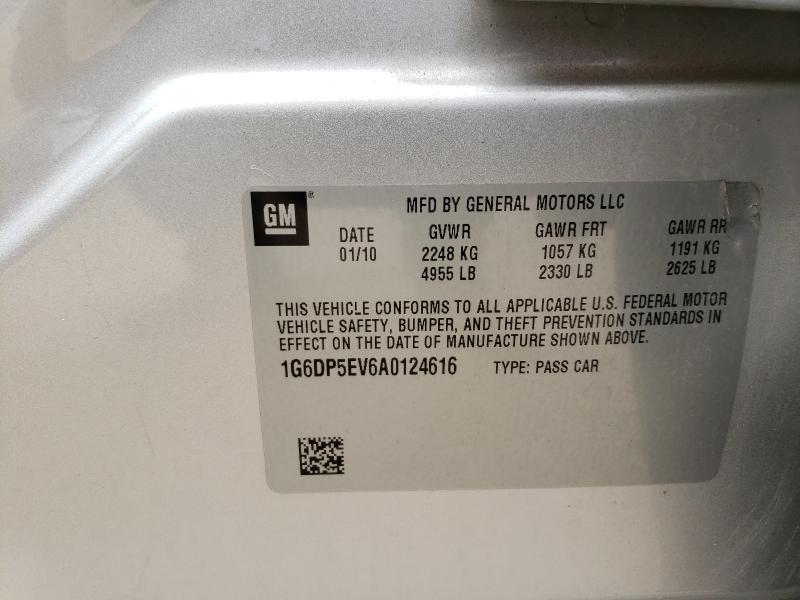 GM®
MFD BY GENERAL MOTORS LLC
DATE GVWR GAWR FRT GAWR RR
01/10 2248 KG 1057 KG 1191 KG
4955 LB 2330 LB 2625 LB
THIS VEHICLE CONFORMS TO ALL APPLICABLE U.S. FEDERAL MOTOR
VEHICLE SAFETY, BUMPER, AND THEFT PREVENTION STANDARDS IN
EFFECT ON THE DATE OF MANUFACTURE SHOWN ABOVE.
1G6DP5EV6A0124616 TYPE: PASS CAR